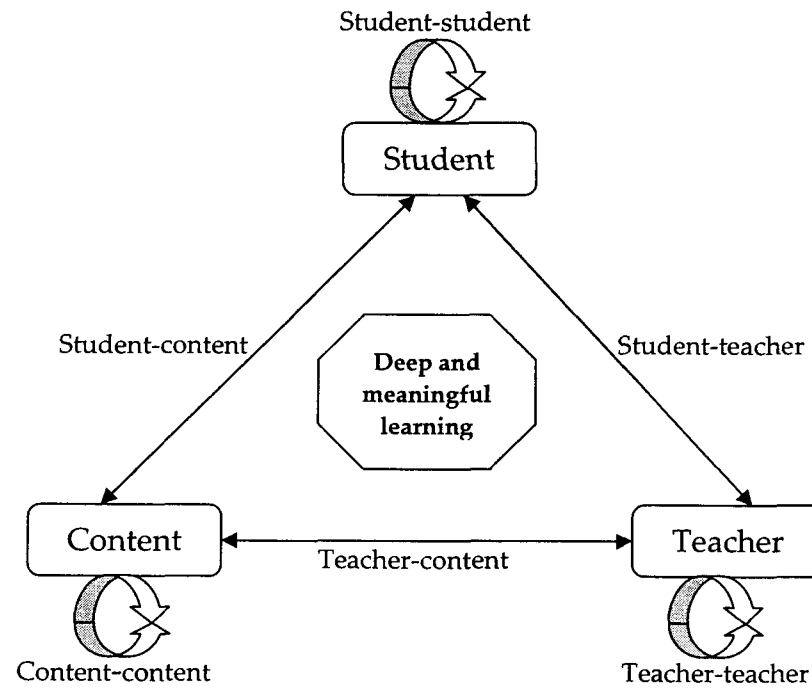 Student-student
Student
Student-content
Student-teacher
Deep and
meaningful
learning
Content
Teacher
Teacher-content
Content-content
Teacher-teacher